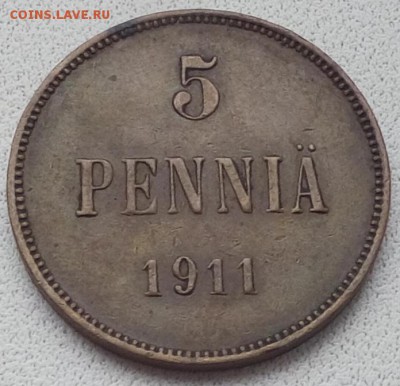 COINS.LAVE.RU
5
PENNIÄ
1911